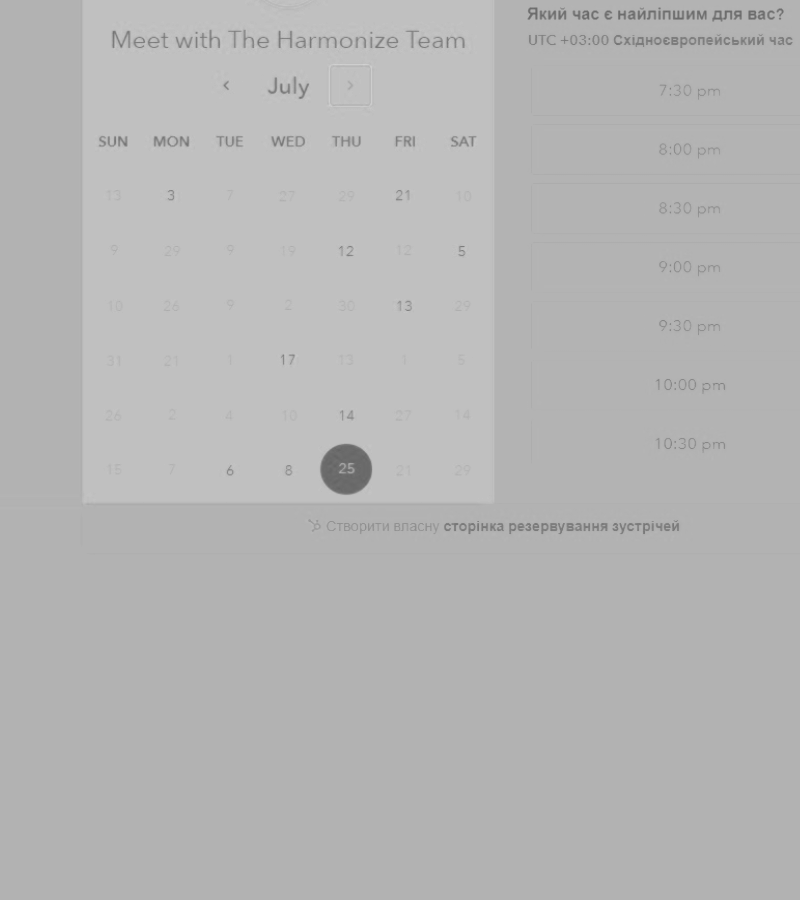 Meet with The Harmonize Team
July
SUN MON TUE WED THU FRI SAT
13 3 7 27 29 21 10
9 29 9 19 12 12 5
18 26 9 2 30 13 29
31 21 1 17 13 1 5
26 2 4 10 14 27 14
15 7 6 8 25 21 29
Який час є найліпшим для вас?
UTC +03:00 Східноєвропейський час
7:30 pm
8:00 pm
8:30 pm
9:00 pm
9:30 pm
10:00 pm
10:30 pm
Створити власну сторінка резервування зустрічей